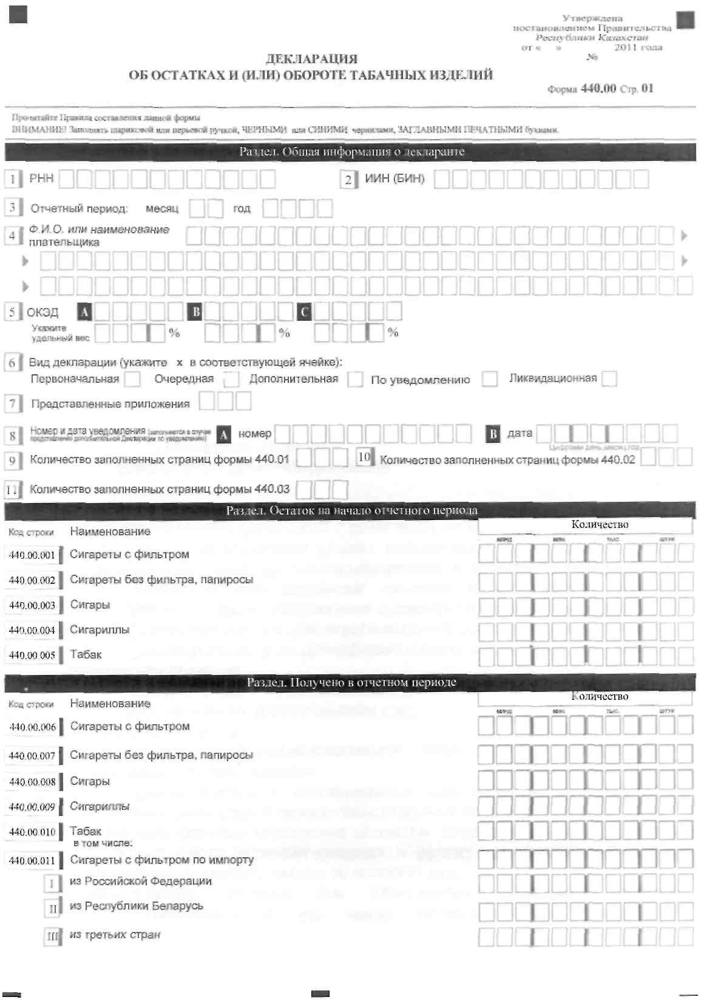 Утверждена
постановлением Правительства
Республики Казахстан
от « » 2011 года
№
ДЕКЛАРАЦИЯ
ОБ ОСТАТКАХ И (ИЛИ) ОБОРОТЕ ТАБАЧНЫХ ИЗДЕЛИЙ
Форма 440.00 Стр. 01
Прочитайте Правила составления данной формы
ВНИМАНИЕ! Заполнять шариковой или перьевой ручкой, ЧЕРНЫМИ или СИНИМИ чернилами, ЗАГЛАВНЫМИ ПЕЧАТНЫМИ буквами.
Раздел. Общая информация о декларанте
1 РНН 2 ИИН (БИН)
3 Отчетный период: месяц год
4 Ф.И.О. или наименование
плательщика
5 ОКЭД A B C
Укажите
удельный вес % % %
6 Вид декларации (укажите х в соответствующей ячейке):
Первоначальная Очередная Дополнительная По уведомлению Ликвидационная
7 Представленные приложения
8 Номер и дата уведомления (заполняется в случае
представления дополнительной Декларации по уведомлению) A номер B дата
Цифрами день, месяц, год
9 Количество заполненных страниц формы 440.01 10 Количество заполненных страниц формы 440.02
11 Количество заполненных страниц формы 440.03
Раздел. Остаток на начало отчетного периода
Код строки Наименование Количество
млрд. млн. тыс. штук
440.00.001 Сигареты с фильтром
440.00.002 Сигареты без фильтра, папиросы
440.00.003 Сигары
440.00.004 Сигариллы
440.00 005 Табак
Раздел. Получено в отчетном периоде
Код строки Наименование Количество
млрд. млн. тыс. штук
440.00.006 Сигареты с фильтром
440.00.007 Сигареты без фильтра, папиросы
440.00.008 Сигары
440.00.009 Сигариллы
440.00.010 Табак
в том числе:
440.00.011 Сигареты с фильтром по импорту
I из Российской Федерации
II из Республики Беларусь
III из третьих стран